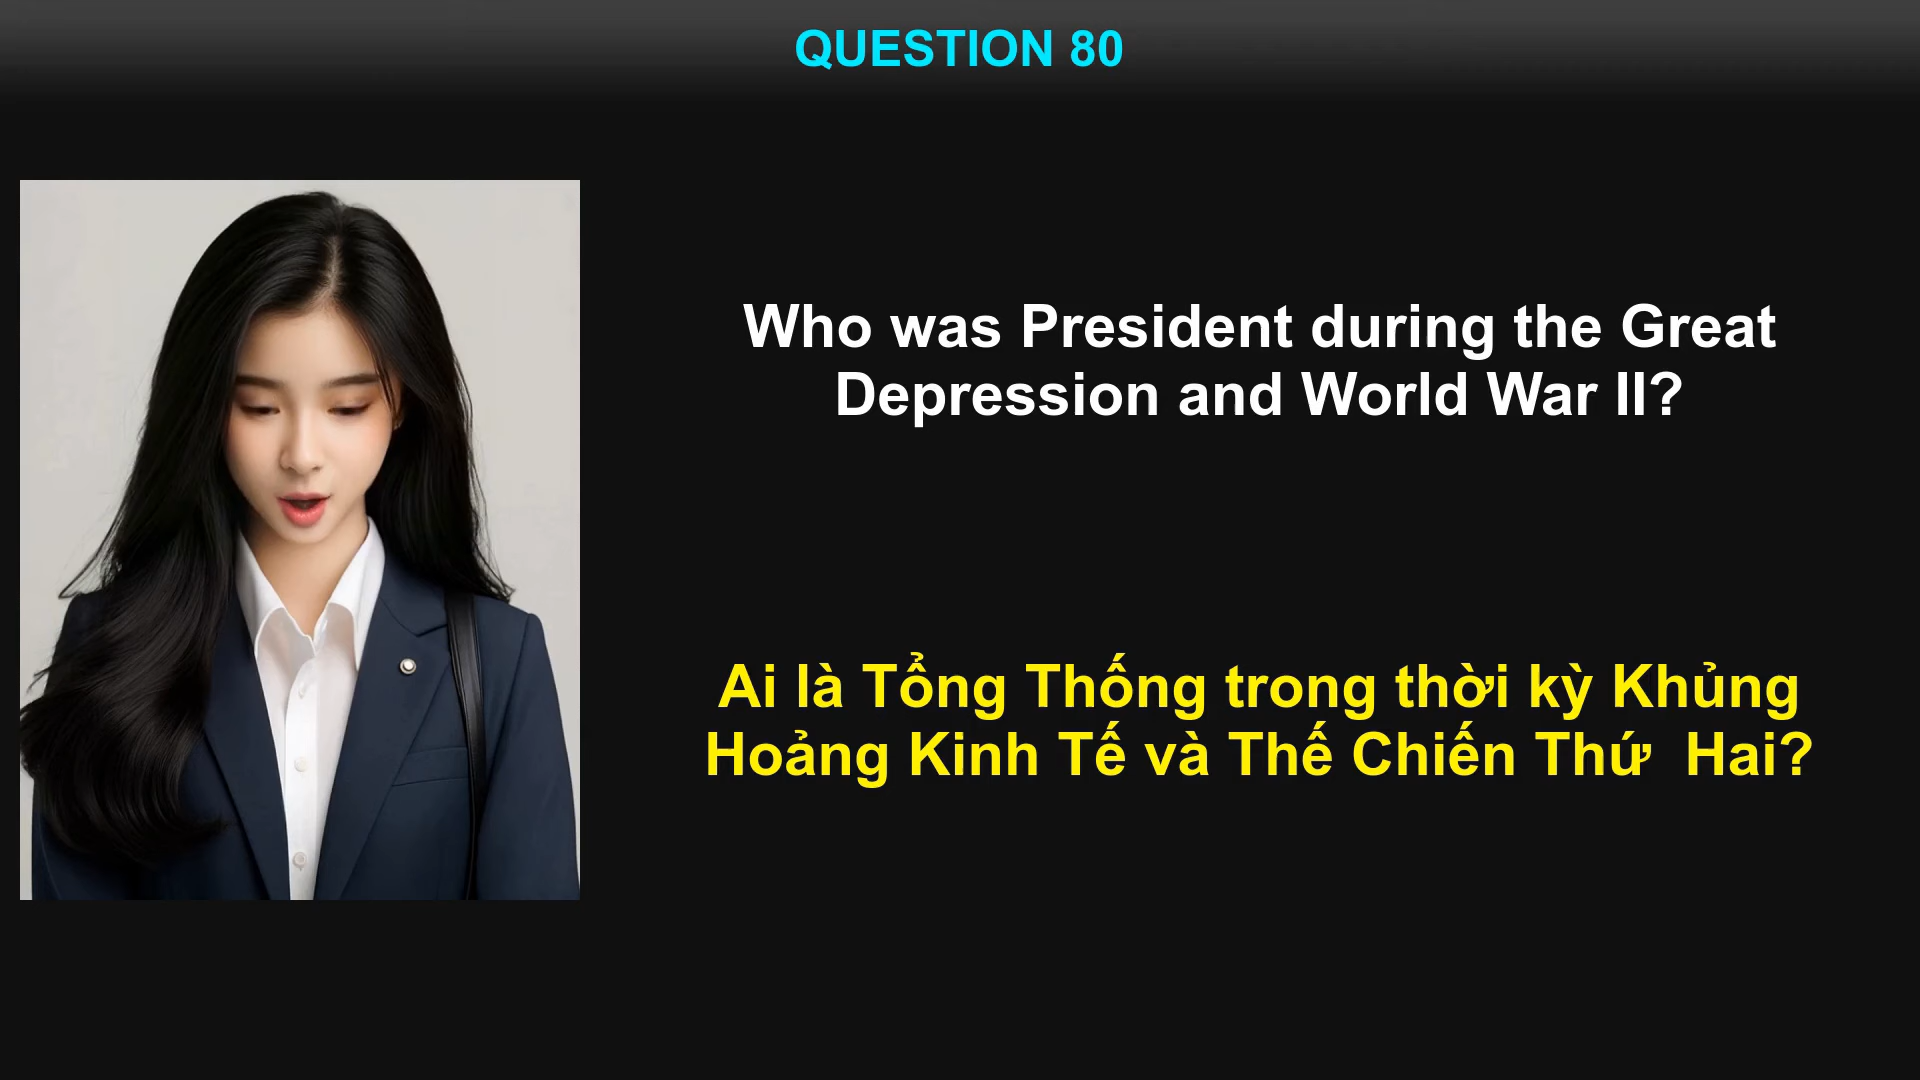 QUESTION 80
Who was President during the Great
Depression and World War II?
Ai là Tổng Thống trong thời kỳ Khủng
Hoảng Kinh Tế và Thế Chiến Thứ  Hai?